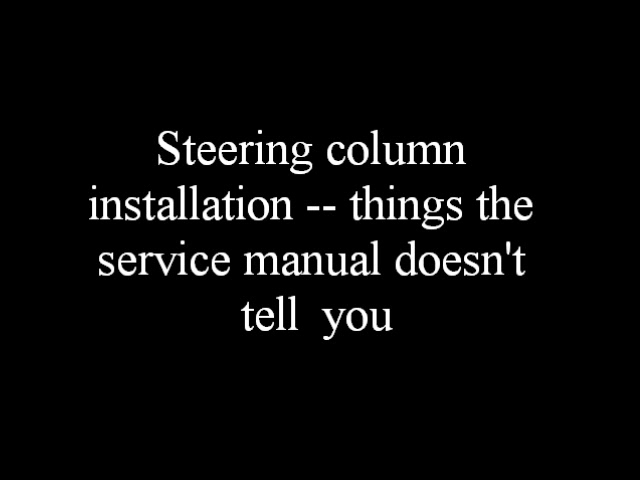 Steering column
installation -- things the
service manual doesn't
tell  you